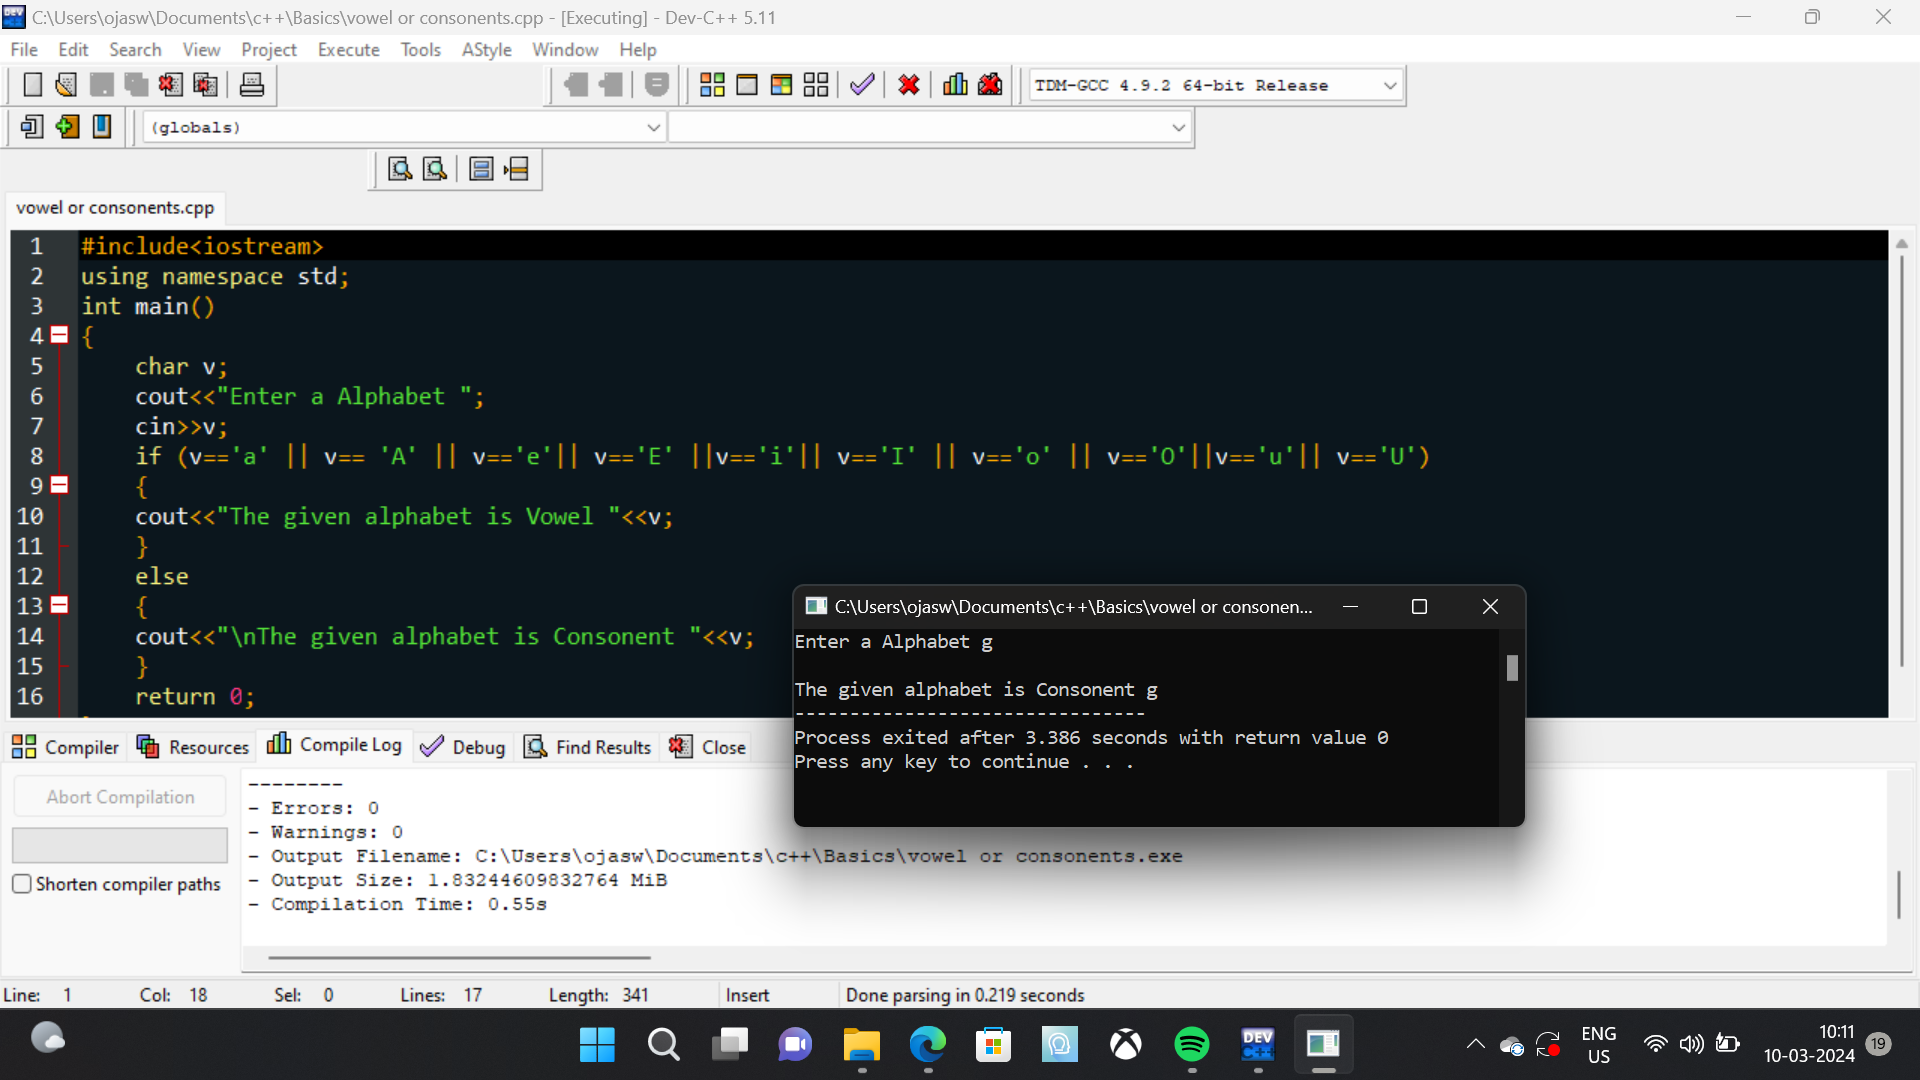 C:\Users\ojasw\Documents\c++\Basics\vowel or consonents.cpp - [Executing] - Dev-C++ 5.11
File Edit Search View Project Execute Tools AStyle Window Help
TDM-GCC 4.9.2 64-bit Release
(globals)
vowel or consonents.cpp
1 #include<iostream>
2 using namespace std;
3 int main()
4 {
5 char v;
6 cout<<"Enter a Alphabet ";
7 cin>>v;
8 if (v=='a' || v== 'A' || v=='e'|| v=='E' ||v=='i'|| v=='I' || v=='o' || v=='O'||v=='u'|| v=='U')
9 {
10 cout<<"The given alphabet is Vowel "<<v;
11 }
12 else
13 {
14 cout<<"\nThe given alphabet is Consonent "<<v;
15 }
16 return 0;
C:\Users\ojasw\Documents\c++\Basics\vowel or consonen...
Enter a Alphabet g
The given alphabet is Consonent g
--------------------------------
Process exited after 3.386 seconds with return value 0
Press any key to continue . . .
Compiler Resources Compile Log Debug Find Results Close
Abort Compilation
Shorten compiler paths
--------
- Errors: 0
- Warnings: 0
- Output Filename: C:\Users\ojasw\Documents\c++\Basics\vowel or consonents.exe
- Output Size: 1.83244609832764 MiB
- Compilation Time: 0.55s
Line: 1 Col: 18 Sel: 0 Lines: 17 Length: 341 Insert Done parsing in 0.219 seconds
DEV
C++
ENG
US
10:11
10-03-2024
19